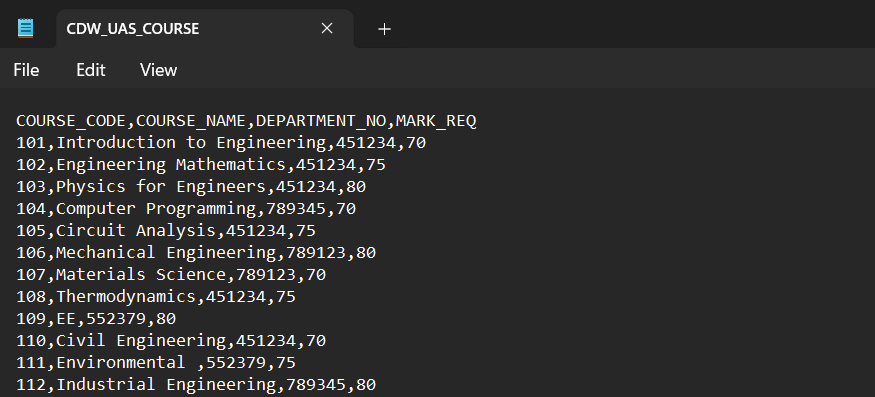 CDW_UAS_COURSE
File Edit View
COURSE_CODE,COURSE_NAME,DEPARTMENT_NO,MARK_REQ
101,Introduction to Engineering,451234,70
102,Engineering Mathematics,451234,75
103,Physics for Engineers,451234,80
104,Computer Programming,789345,70
105,Circuit Analysis,451234,75
106,Mechanical Engineering,789123,80
107,Materials Science,789123,70
108,Thermodynamics,451234,75
109,EE,552379,80
110,Civil Engineering,451234,70
111,Environmental ,552379,75
112,Industrial Engineering,789345,80